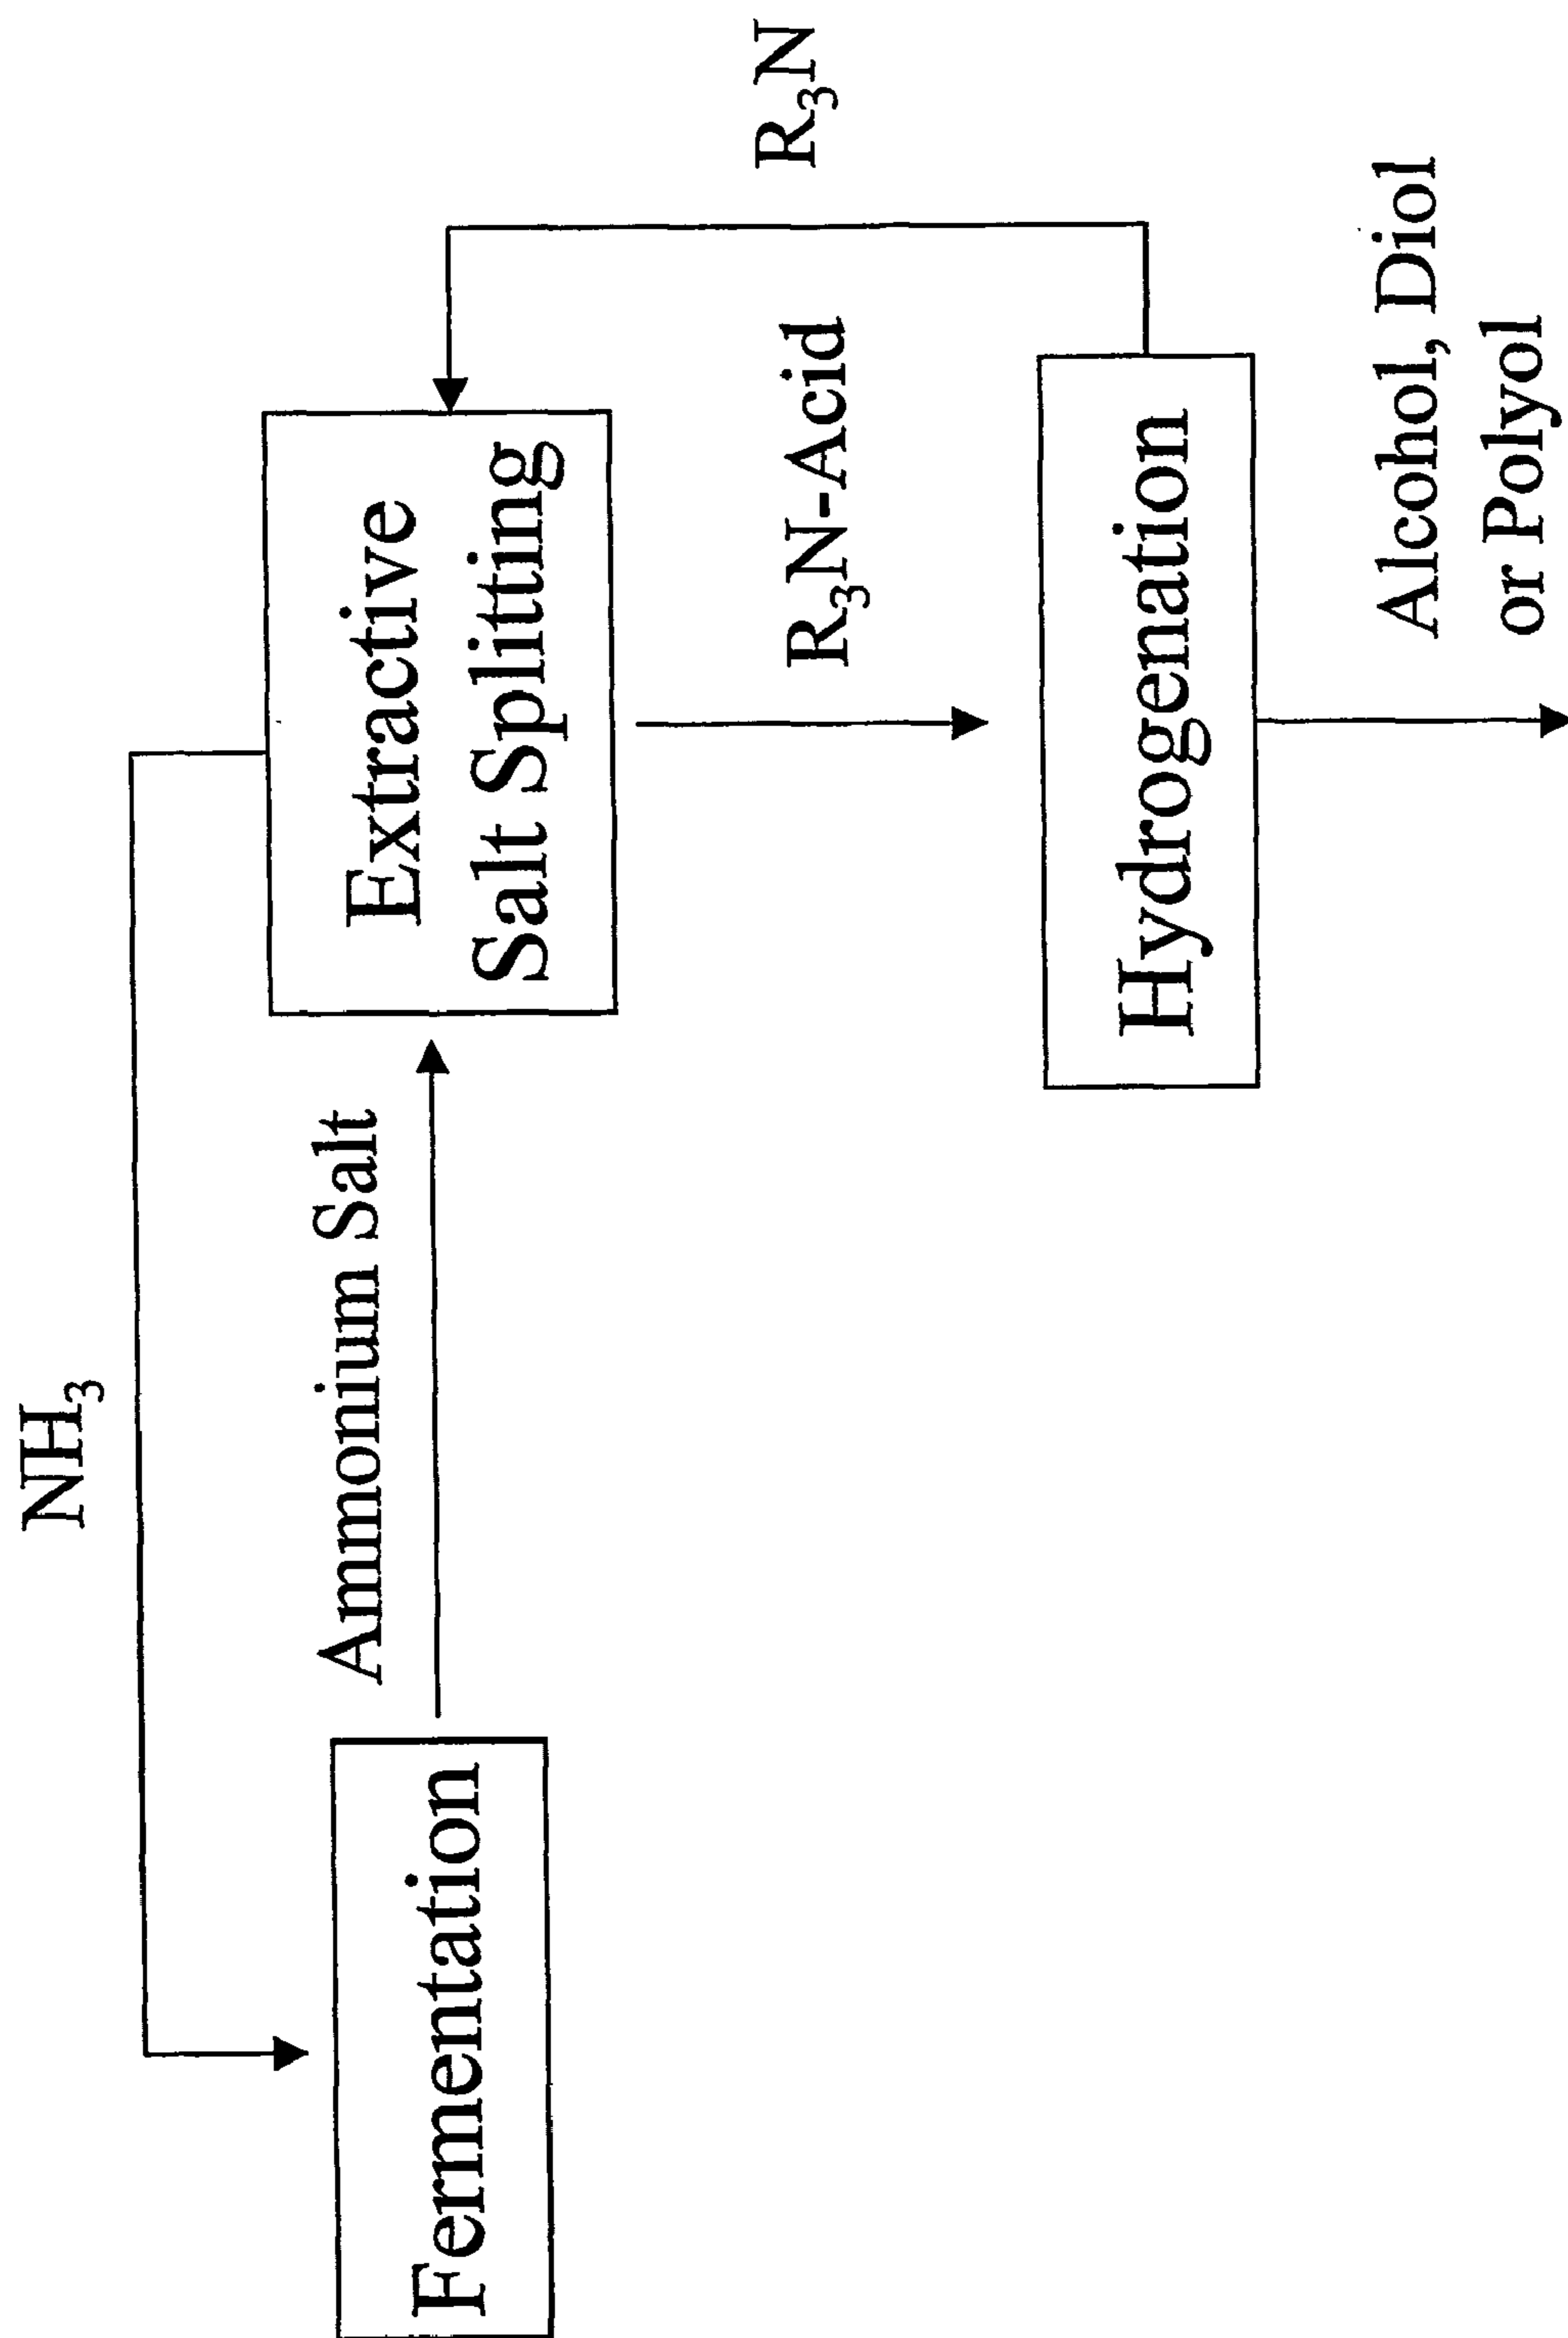 NH₃
Fermentation
Ammonium Salt
Extractive
Salt Splitting
R₃N-Acid
R₃N
Hydrogenation
Alcohol, Diol
or Polyol